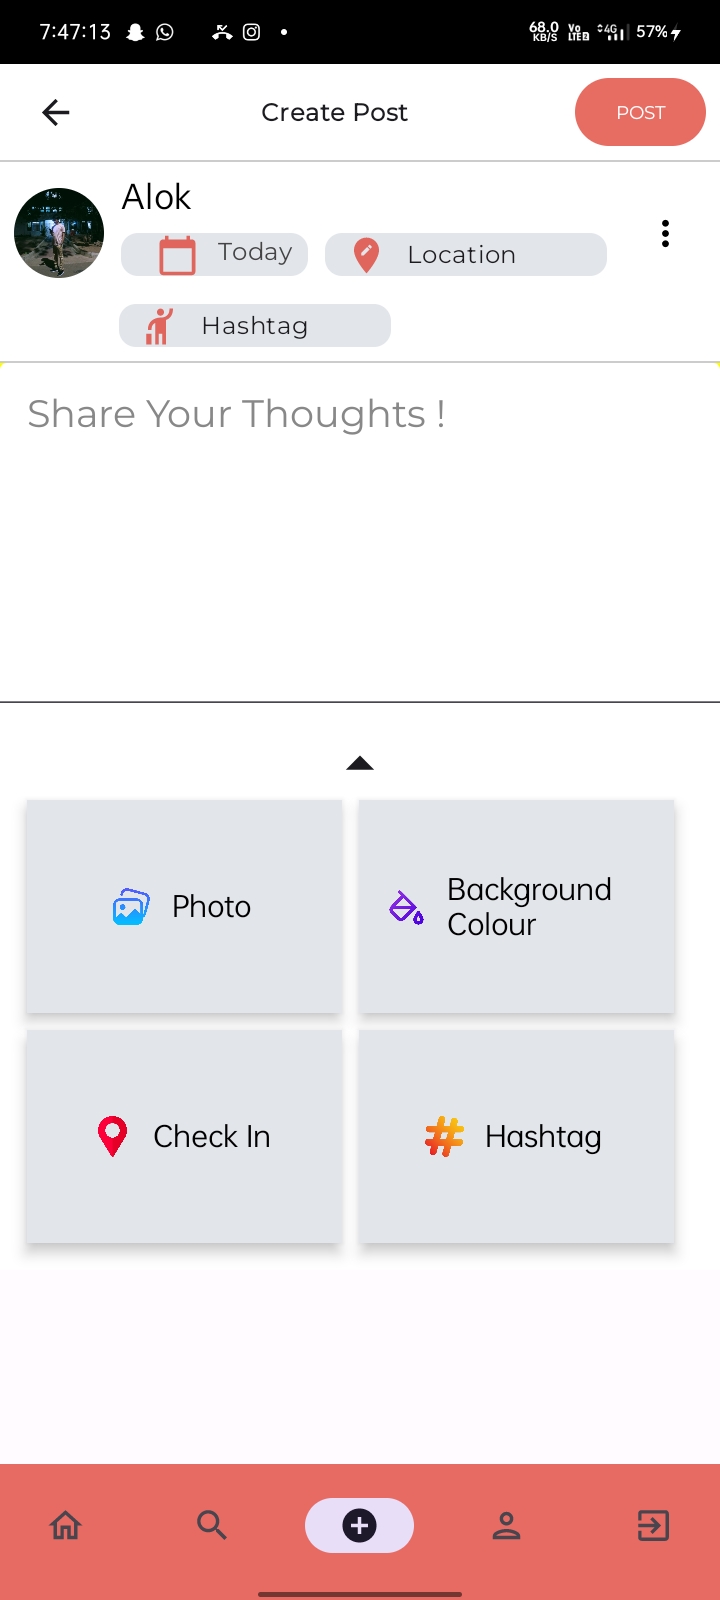 7:47:13 68.0 KB/S Vo LTE 2 4G 57%
Create Post POST
Alok
Today Location
Hashtag
Share Your Thoughts !
Photo
Background
Colour
Check In
Hashtag